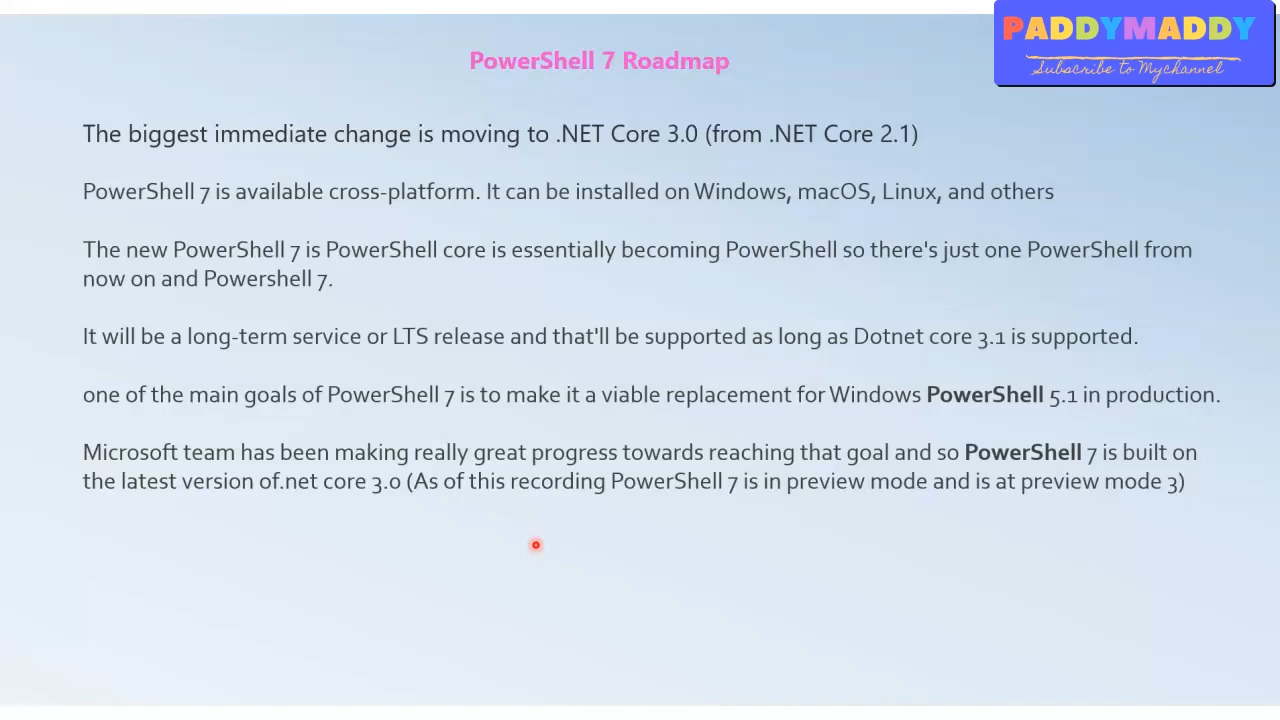 PADDYMADDY
Subscribe to Mychannel
PowerShell 7 Roadmap
The biggest immediate change is moving to .NET Core 3.0 (from .NET Core 2.1)
PowerShell 7 is available cross-platform. It can be installed on Windows, macOS, Linux, and others
The new PowerShell 7 is PowerShell core is essentially becoming PowerShell so there's just one PowerShell from
now on and Powershell 7.
It will be a long-term service or LTS release and that'll be supported as long as Dotnet core 3.1 is supported.
one of the main goals of PowerShell 7 is to make it a viable replacement for Windows PowerShell 5.1 in production.
Microsoft team has been making really great progress towards reaching that goal and so PowerShell 7 is built on
the latest version of.net core 3.0 (As of this recording PowerShell 7 is in preview mode and is at preview mode 3)